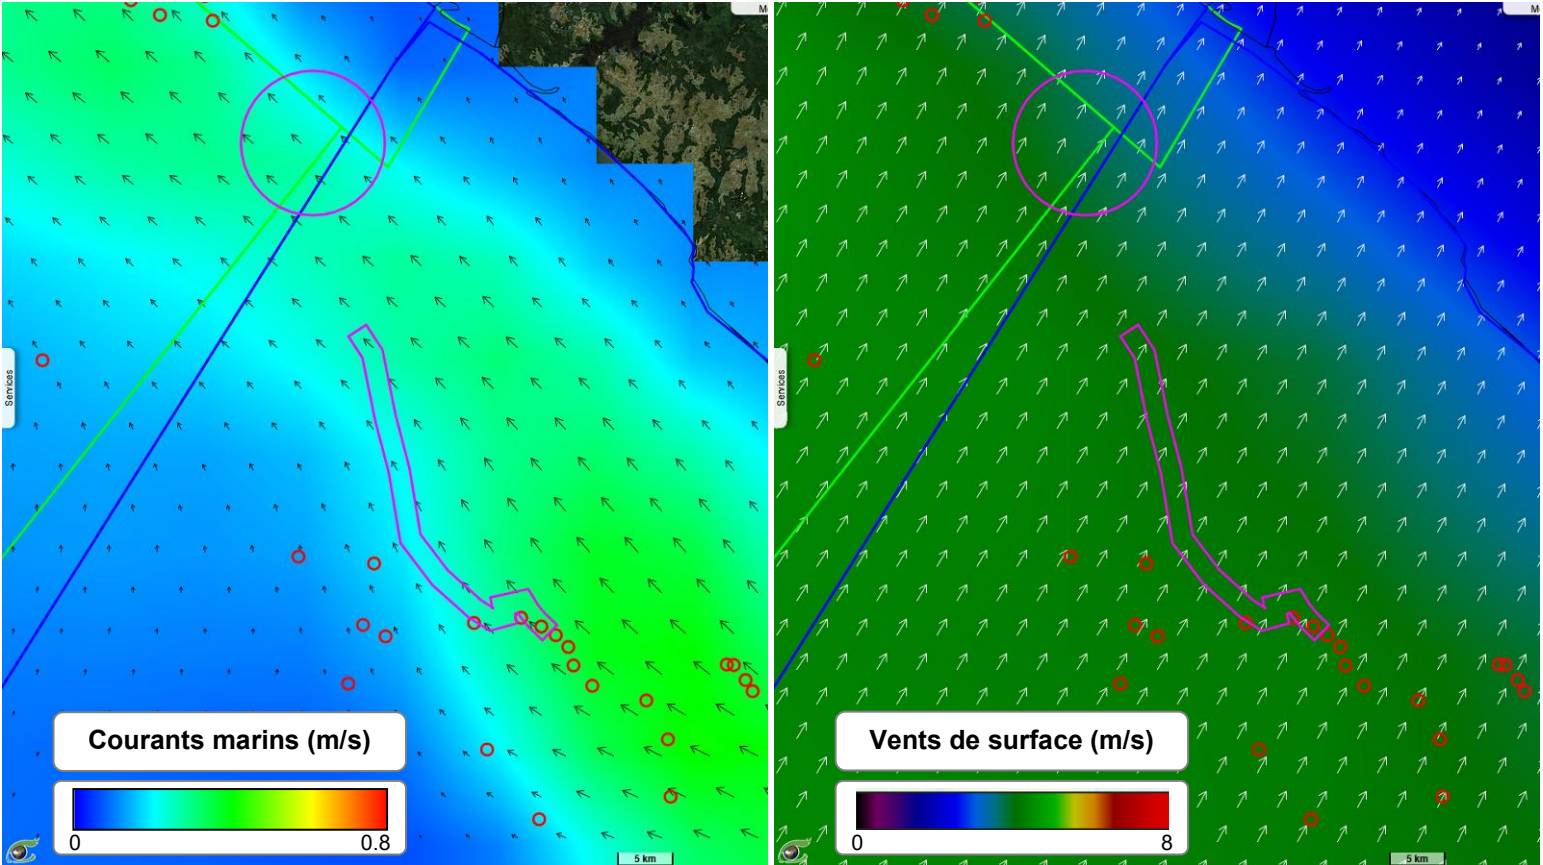 M
M
Services
Services
Courants marins (m/s)
0
0.8
5 km
Vents de surface (m/s)
0
8
5 km